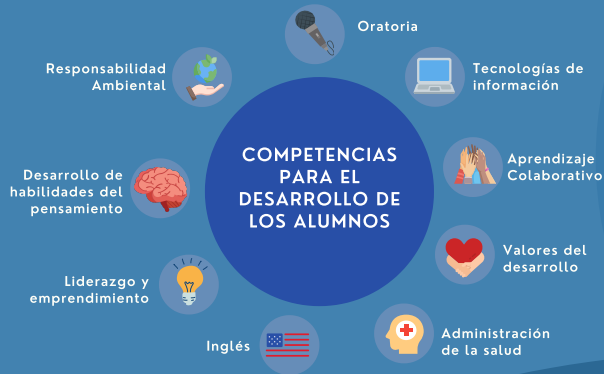 Oratoria
Responsabilidad
Ambiental
Tecnologías de
información
COMPETENCIAS
PARA EL
DESARROLLO DE
LOS ALUMNOS
Aprendizaje
Colaborativo
Desarrollo de
habilidades del
pensamiento
Valores del
desarrollo
Liderazgo y
emprendimiento
Administración
de la salud
Inglés